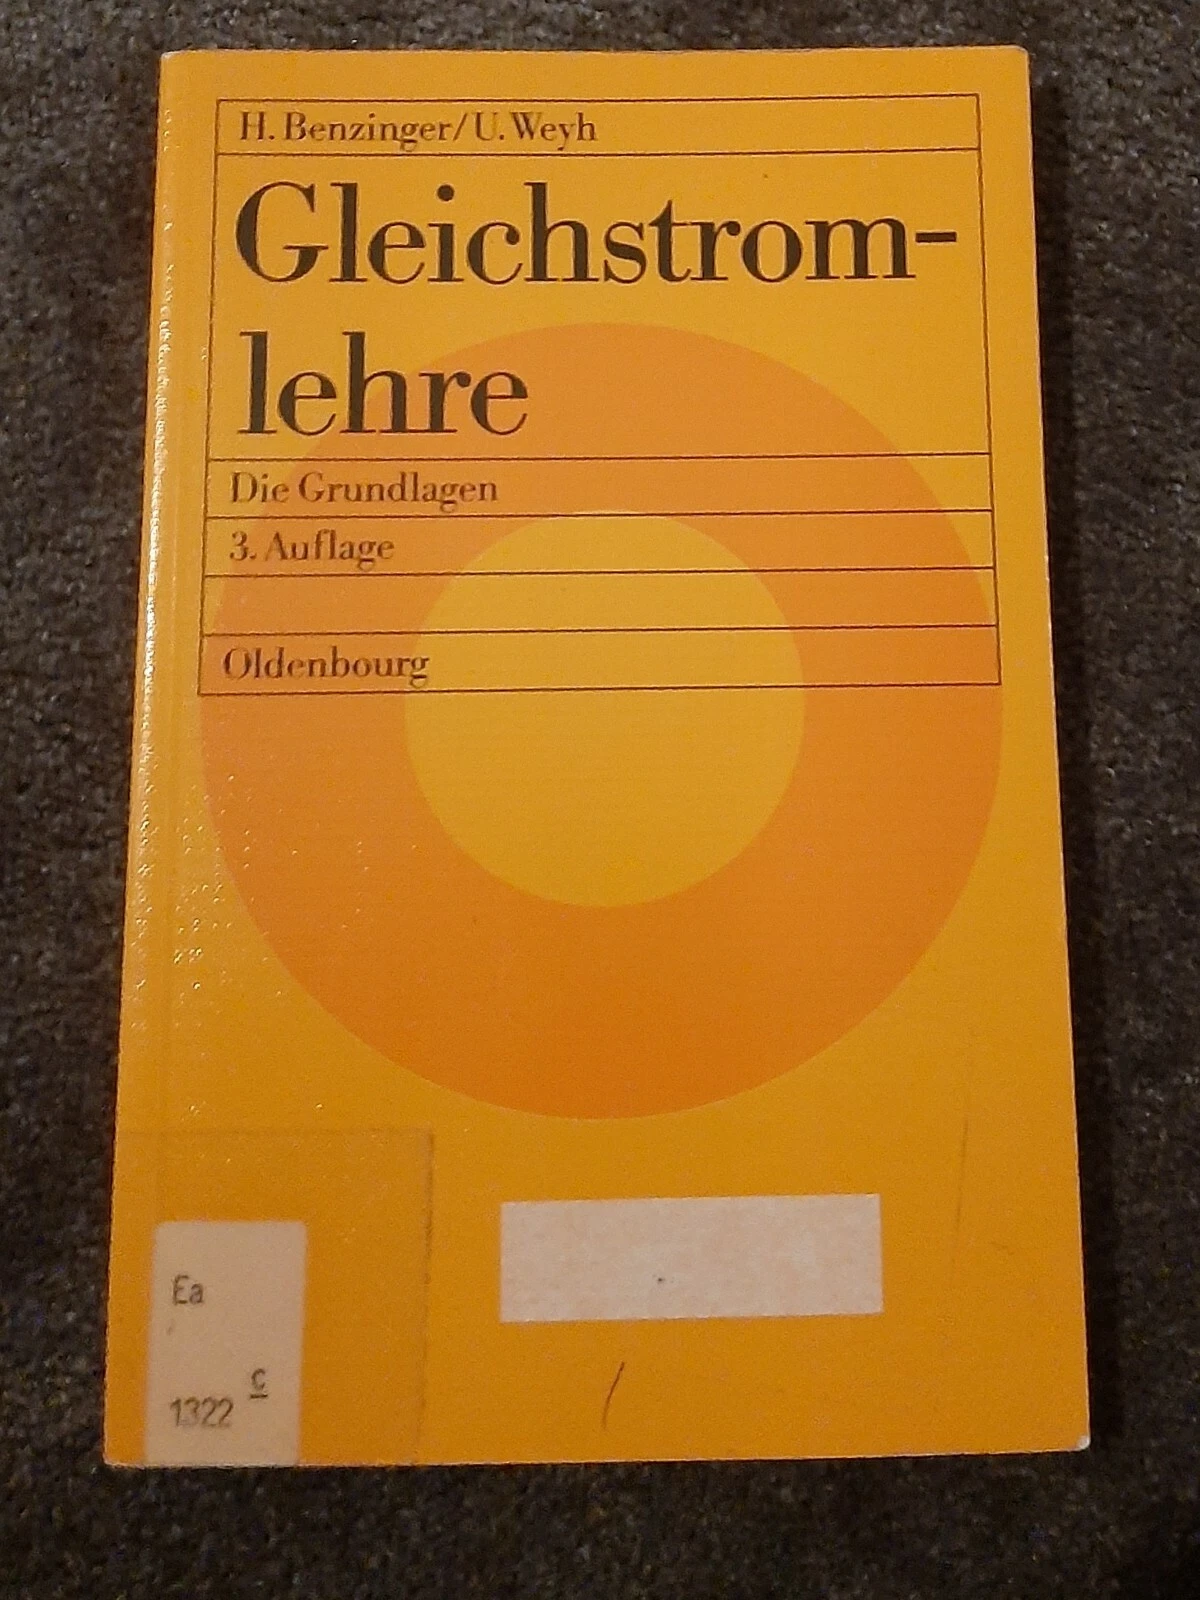 H. Benzinger/U. Weyh
Gleichstrom-
lehre
Die Grundlagen
3. Auflage
Oldenbourg
Ea
c
1322